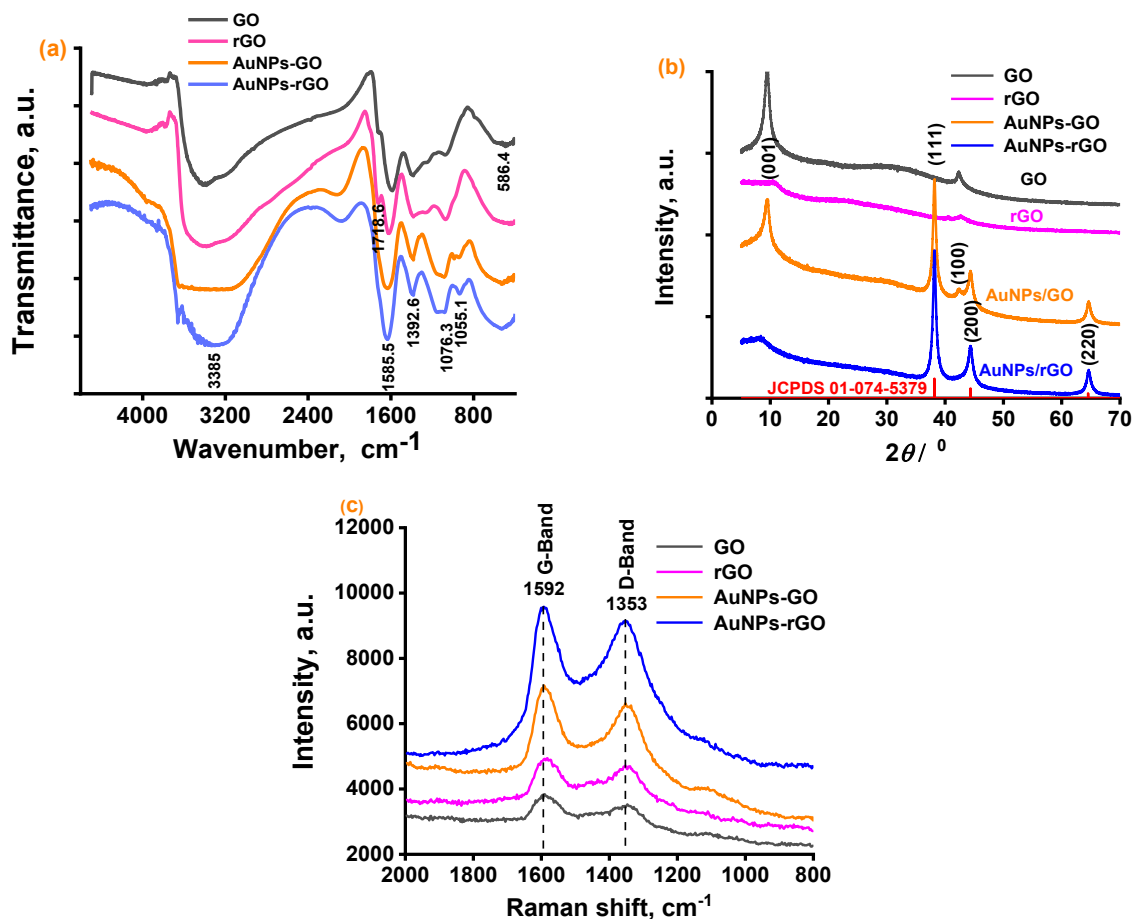 (a)
GO
rGO
AuNPs-GO
AuNPs-rGO
Transmittance, a.u.
3385
1718.6
1585.5
1392.6
1076.3
1055.1
586.4
4000 3200 2400 1600 800
Wavenumber, cm-1
(b)
GO
rGO
AuNPs-GO
AuNPs-rGO
Intensity, a.u.
(001)
(111)
(100)
(200)
(220)
GO
rGO
AuNPs/GO
AuNPs/rGO
JCPDS 01-074-5379
0 10 20 30 40 50 60 70
2θ/ 0
(c)
G-Band
1592
D-Band
1353
GO
rGO
AuNPs-GO
AuNPs-rGO
Intensity, a.u.
12000
10000
8000
6000
4000
2000
2000 1800 1600 1400 1200 1000 800
Raman shift, cm-1